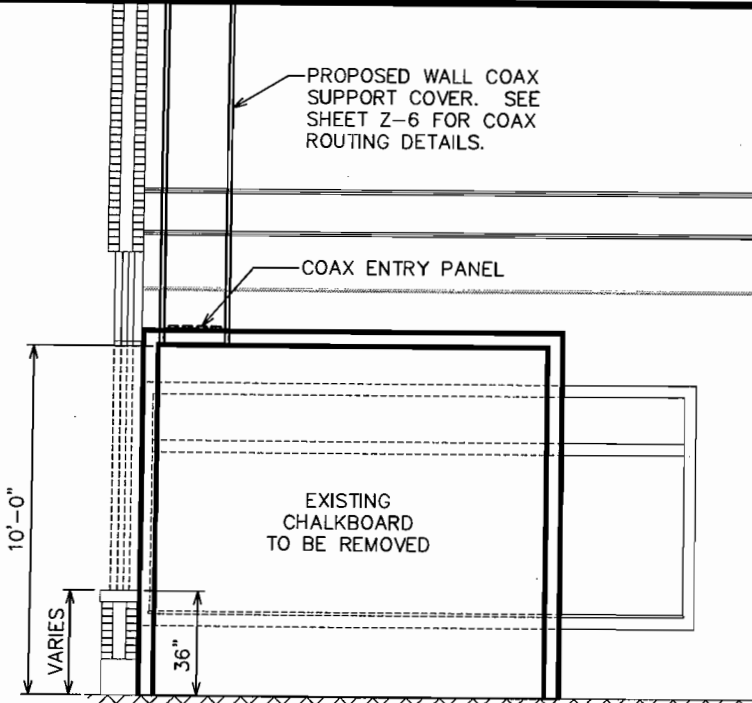 PROPOSED WALL COAX
SUPPORT COVER. SEE
SHEET Z-6 FOR COAX
ROUTING DETAILS.
COAX ENTRY PANEL
EXISTING
CHALKBOARD
TO BE REMOVED
10'-0"
VARIES
36"